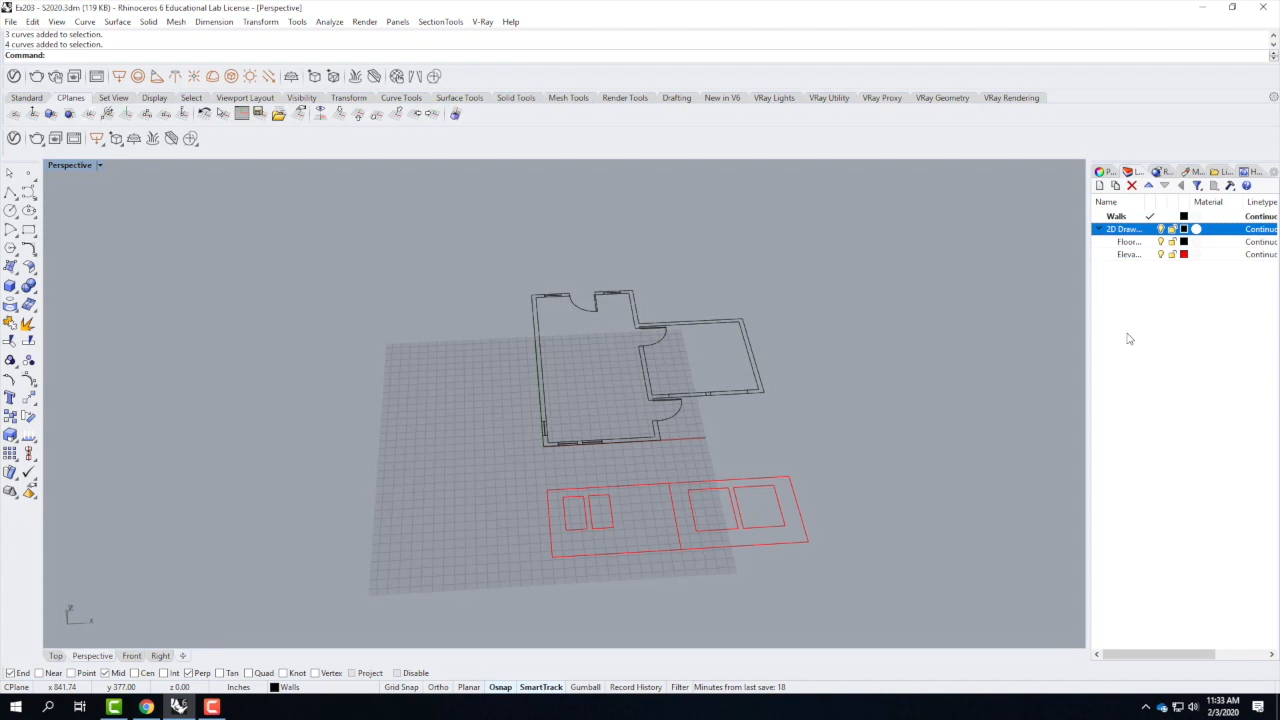 Ex203 - S2020.3dm (119 KB) - Rhinoceros 6 Educational Lab License - [Perspective]
File Edit View Curve Surface Solid Mesh Dimension Transform Tools Analyze Render Panels SectionTools V-Ray Help
3 curves added to selection.
4 curves added to selection.
Command:
Standard CPlanes Set View Display Select Viewport Layout Visibility Transform Curve Tools Surface Tools Solid Tools Mesh Tools Render Tools Drafting New in V6 VRay Lights VRay Utility VRay Proxy VRay Geometry VRay Rendering
Perspective
P... L... R... M... Li... H...
Name Material Linetype
Walls Continuc
2D Draw... Continuc
Floor... Continuc
Eleva... Continuc
x
Top Perspective Front Right
End Near Point Mid Cen Int Perp Tan Quad Knot Vertex Project Disable
CPlane x 841.74 y 377.00 z 0.00 Inches Walls Grid Snap Ortho Planar Osnap SmartTrack Gumball Record History Filter Minutes from last save: 18
11:33 AM
2/3/2020